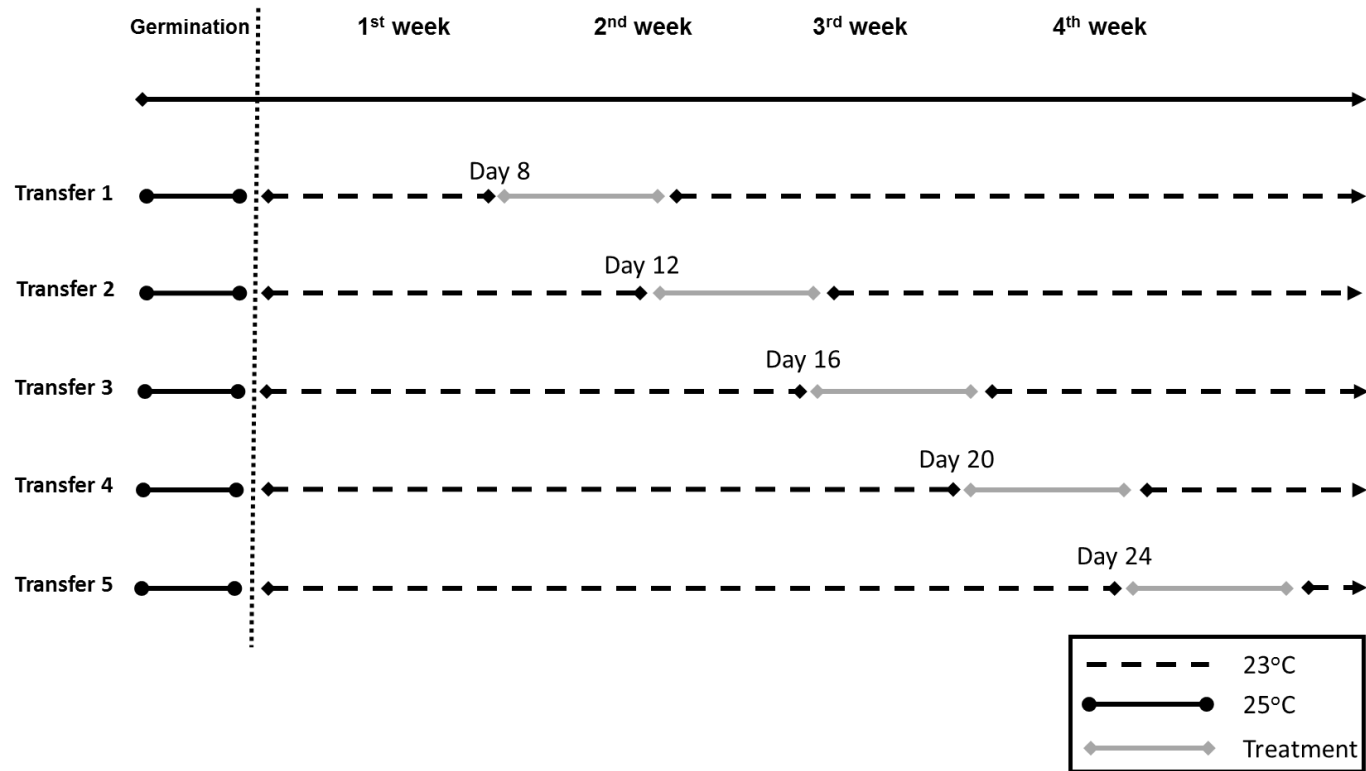 Germination 1st week 2nd week 3rd week 4th week
Day 8
Transfer 1
Day 12
Transfer 2
Day 16
Transfer 3
Day 20
Transfer 4
Day 24
Transfer 5
23°C
25°C
Treatment